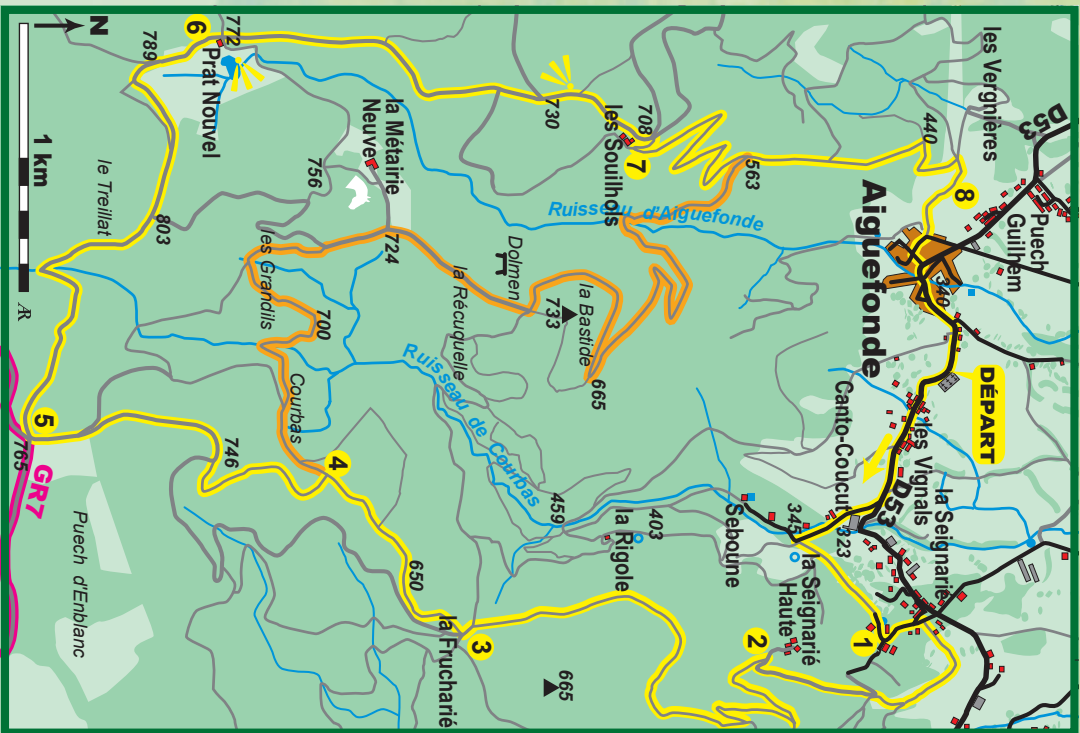 N
1 km
AR
D53
les Vergnières
Puech
Guilhem
440
8
Aiguefonde
340
DÉPART
les Vignals
Canto-Coucut
D53
323
la Seignarié
345
la Seignarié
Haute
1
2
Seboune
403
la Rigole
459
Ruisseau de Courbas
665
3
la Frucharié
650
4
Courbas
746
5
765
GR7
Puech d'Enblanc
700
les Grandils
803
le Treillat
789
6
772
Prat Nouvel
756
la Métairie
Neuve
724
la Récuquelle
Dolmen
733
la Bastide
665
730
708
les Souilhols
7
563
Ruisseau d'Aiguefonde